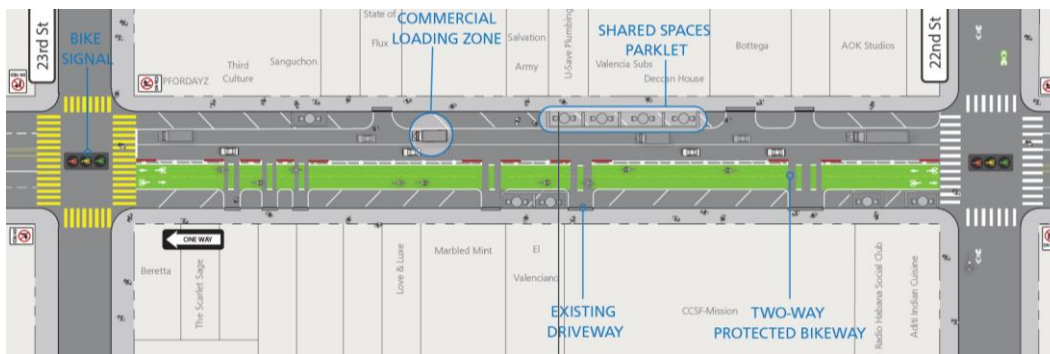 23rd St
BIKE
SIGNAL
PFORDAYZ
Third
Culture
Sanguchon
State of
Flux
COMMERCIAL
LOADING ZONE
Salvation
Army
U-Save Plumbing
SHARED SPACES
PARKLET
Valencia Subs
Deccan House
Bottega
AOK Studios
22nd St
ONE WAY
Beretta
The Scarlet Sage
Love & Luxe
Marbled Mint
El
Valenciano
EXISTING
DRIVEWAY
CCSF-Mission
TWO-WAY
PROTECTED BIKEWAY
Radio Habana Social Club
Aditi Indian Cuisine